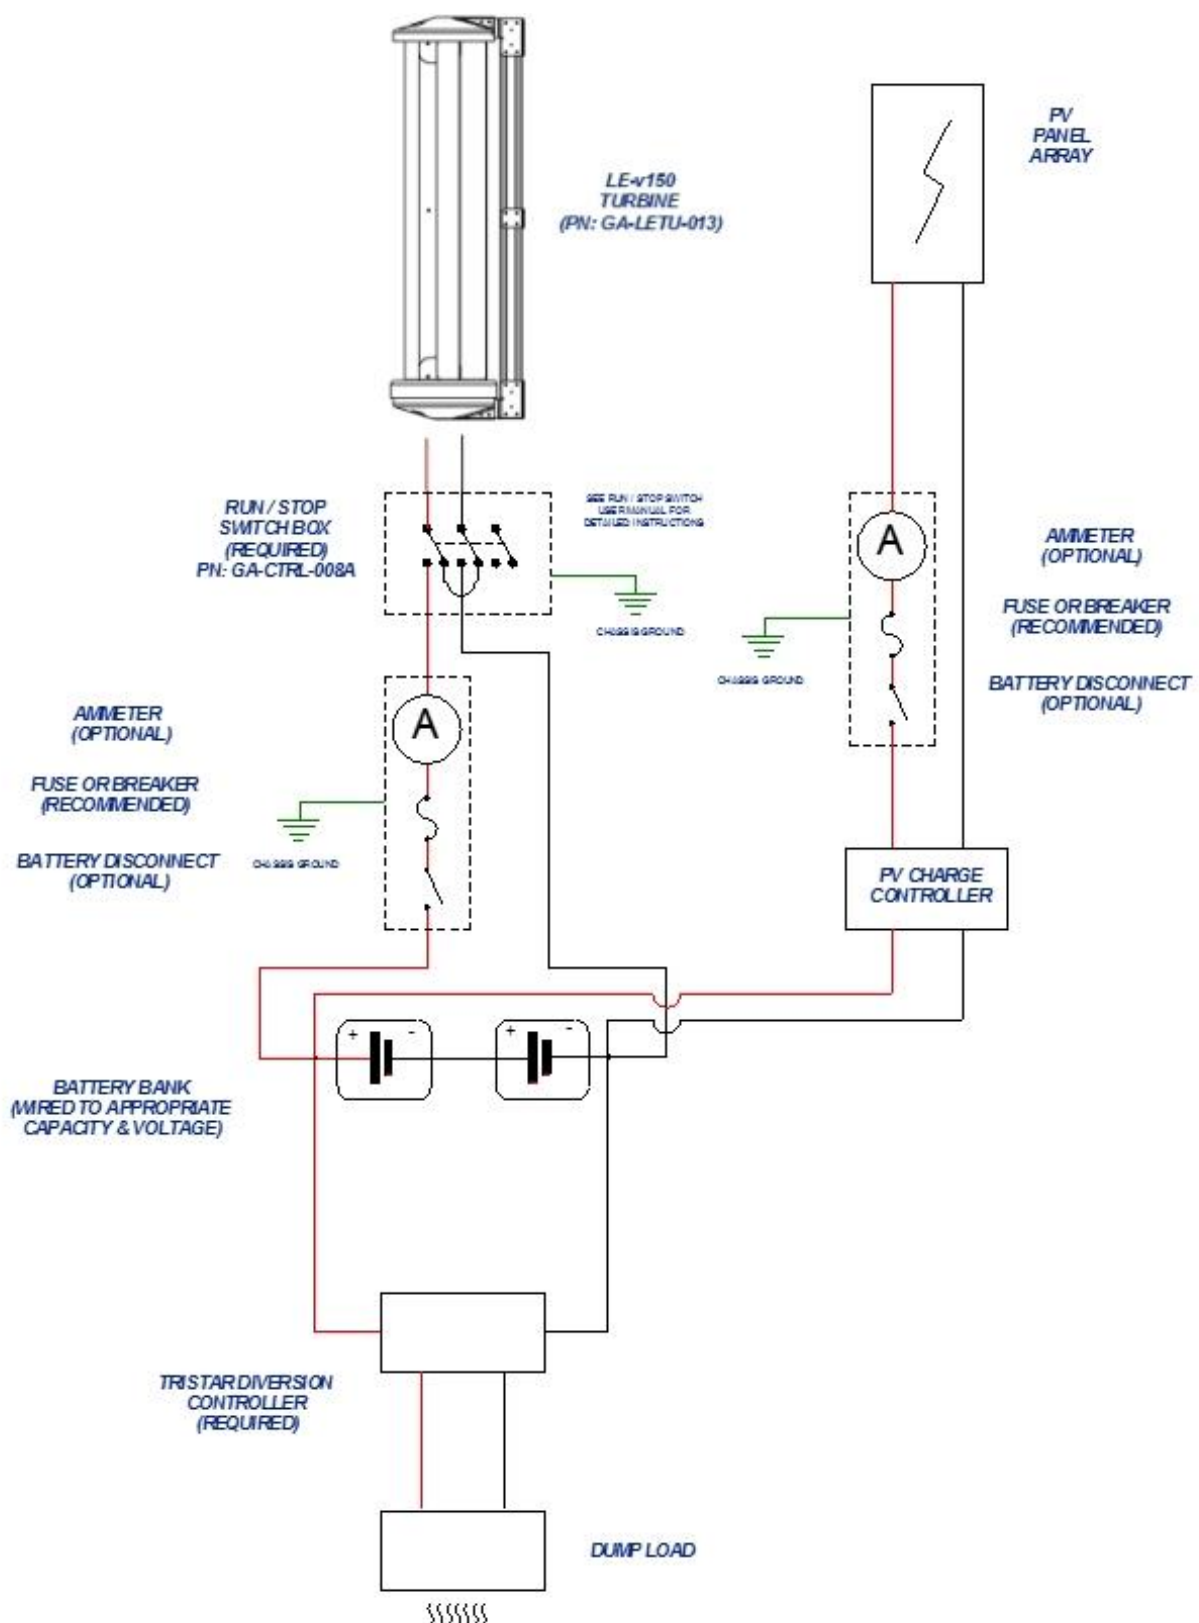 LE-v150
TURBINE
(PN: GA-LETU-013)
PV
PANEL
ARRAY
RUN / STOP
SWITCH BOX
(REQUIRED)
PN: GA-CTRL-008A
SEE RUN / STOP SWITCH
USER MANUAL FOR
DETAILED INSTRUCTIONS
CHASSIS GROUND
A
AMMETER
(OPTIONAL)
FUSE OR BREAKER
(RECOMMENDED)
BATTERY DISCONNECT
(OPTIONAL)
CHASSIS GROUND
AMMETER
(OPTIONAL)
A
FUSE OR BREAKER
(RECOMMENDED)
BATTERY DISCONNECT
(OPTIONAL)
CHASSIS GROUND
PV CHARGE
CONTROLLER
+ -
+ -
BATTERY BANK
(WIRED TO APPROPRIATE
CAPACITY & VOLTAGE)
TRISTAR DIVERSION
CONTROLLER
(REQUIRED)
DUMP LOAD